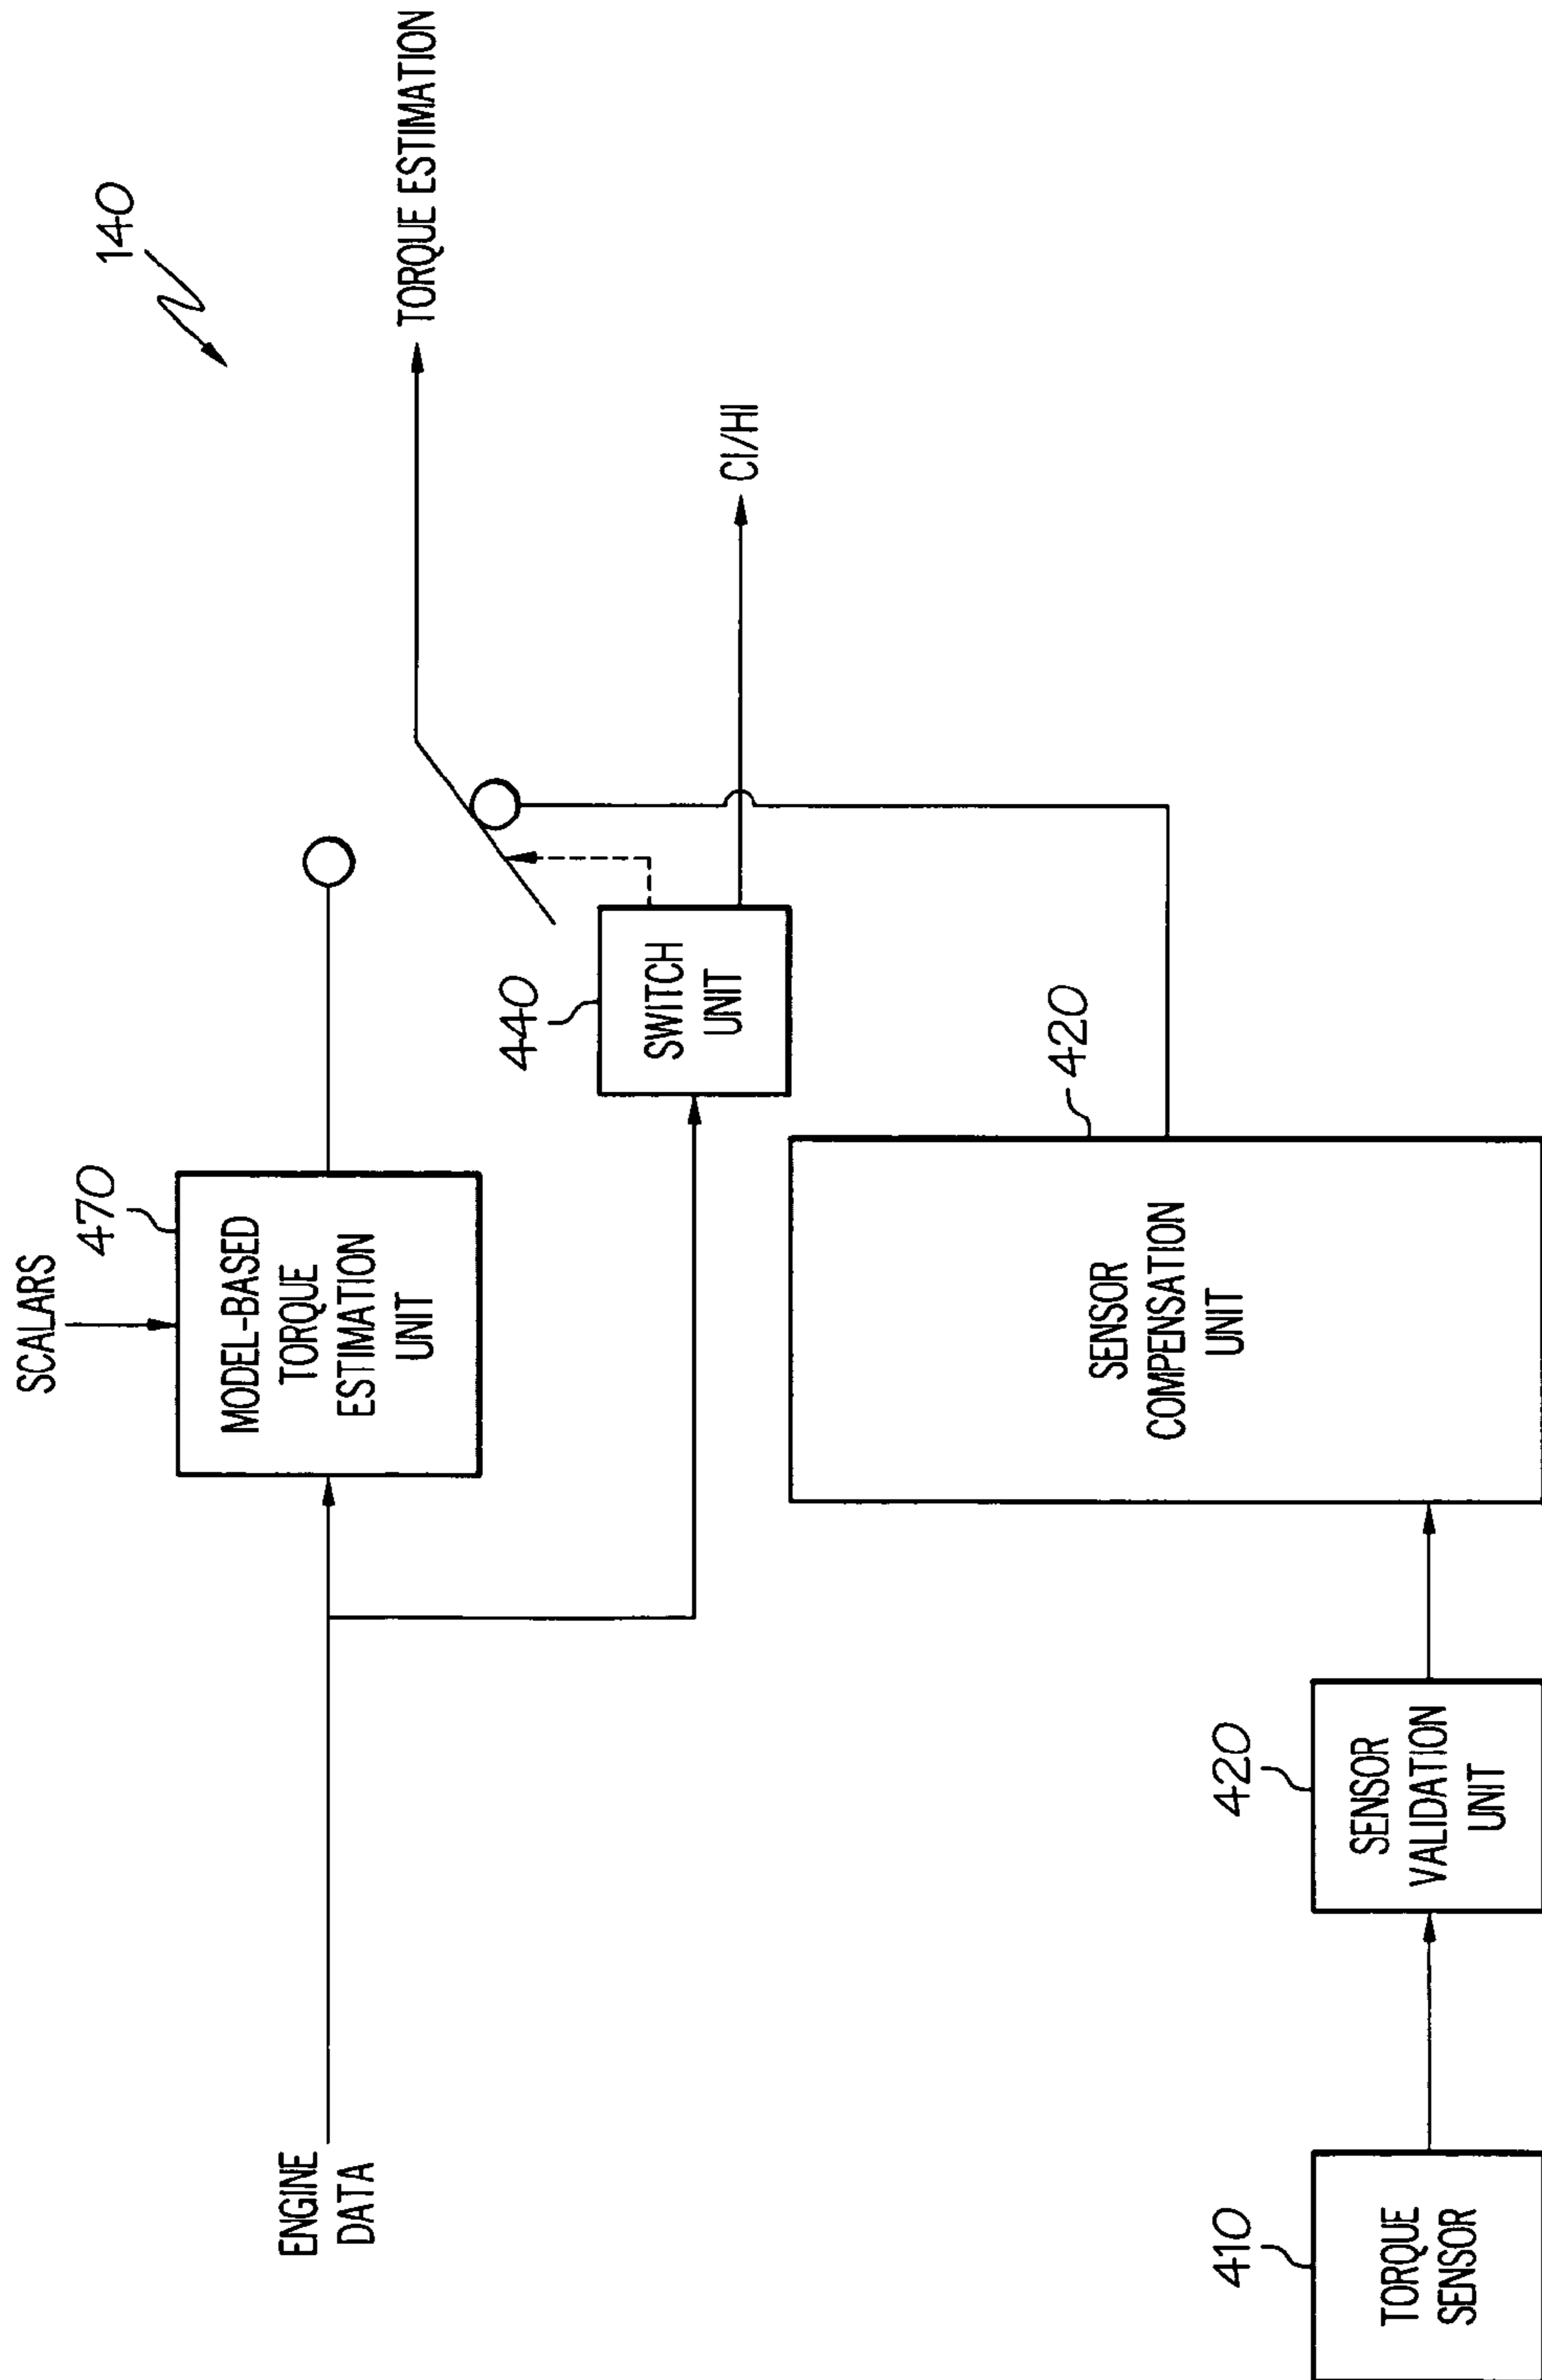 140
SCALARS
470
MODEL-BASED
TORQUE
ESTIMATION
UNIT
ENGINE
DATA
TORQUE ESTIMATION
440
SWITCH
UNIT
CI/HI
420
SENSOR
COMPENSATION
UNIT
420
SENSOR
VALIDATION
UNIT
410
TORQUE
SENSOR